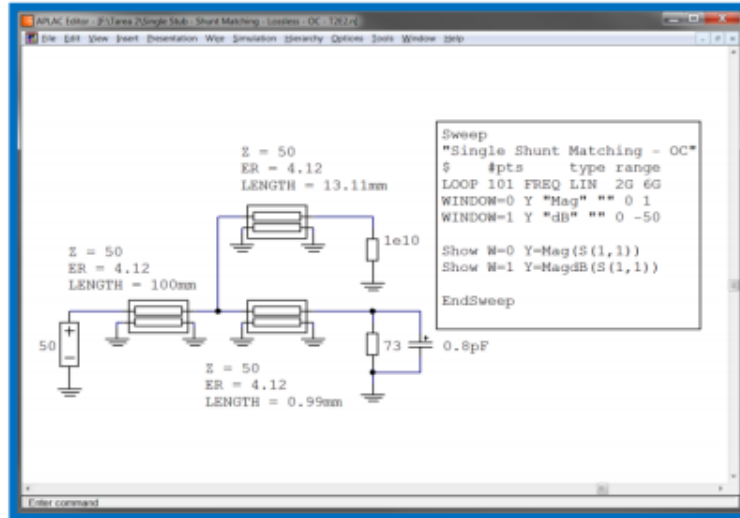 APLAC Editor - [F:\Tarea 2\Single Stub - Shunt Matching - Lossless - OC - T2E2.n]
File Edit View Insert Presentation Wire Simulation Hierarchy Options Tools Window Help
Sweep
"Single Shunt Matching - OC"
$ #pts type range
LOOP 101 FREQ LIN 2G 6G
WINDOW=0 Y "Mag" "" 0 1
WINDOW=1 Y "dB" "" 0 -50
Show W=0 Y=Mag(S(1,1))
Show W=1 Y=MagdB(S(1,1))
EndSweep
Z = 50
ER = 4.12
LENGTH = 13.11mm
1e10
Z = 50
ER = 4.12
LENGTH = 100mm
50
73
0.8pF
Z = 50
ER = 4.12
LENGTH = 0.99mm
Enter command